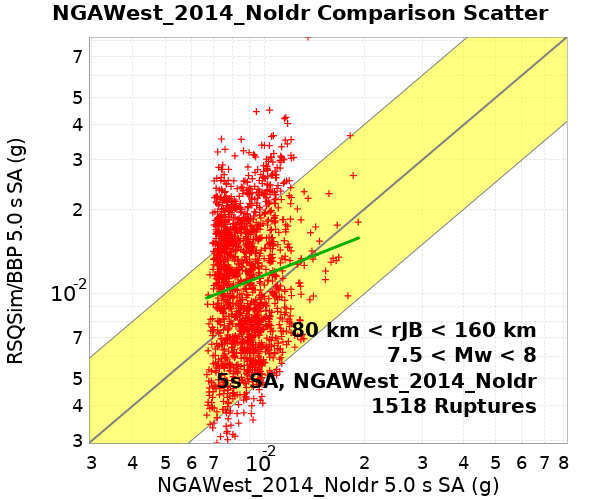 NGAWest_2014_NoIdr Comparison Scatter
RSQSim/BBP 5.0 s SA (g)
7
5
4
3
2
10-2
7
5
4
3
80 km < rJB < 160 km
7.5 < Mw < 8
5s SA, NGAWest_2014_NoIdr
1518 Ruptures
3 4 5 6 7 10-2 2 3 4 5 6 7 8
NGAWest_2014_NoIdr 5.0 s SA (g)